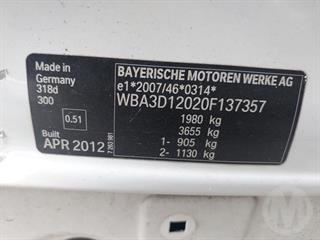 Made in
Germany
318d
300
0.51
Built
APR 2012
BAYERISCHE MOTOREN WERKE AG
e1*2007/46*0314*
WBA3D12020F137357
1980 kg
3655 kg
1- 905 kg
2- 1130 kg